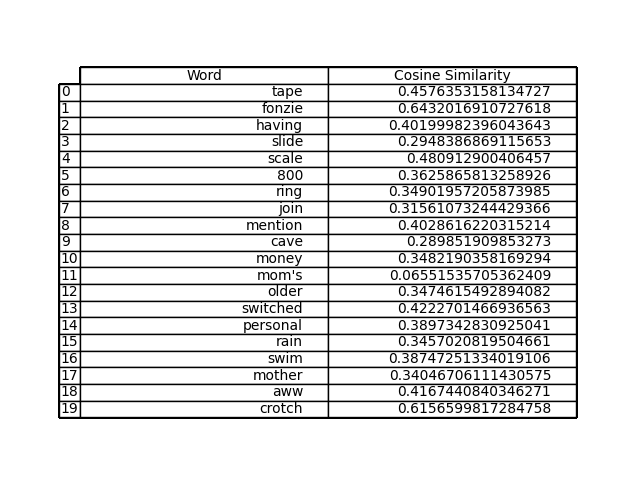 Word Cosine Similarity
0 tape 0.4576353158134727
1 fonzie 0.6432016910727618
2 having 0.40199982396043643
3 slide 0.2948386869115653
4 scale 0.480912900406457
5 800 0.3625865813258926
6 ring 0.34901957205873985
7 join 0.31561073244429366
8 mention 0.4028616220315214
9 cave 0.289851909853273
10 money 0.3482190358169294
11 mom's 0.06551535705362409
12 older 0.3474615492894082
13 switched 0.4222701466936563
14 personal 0.3897342830925041
15 rain 0.3457020819504661
16 swim 0.38747251334019106
17 mother 0.34046706111430575
18 aww 0.4167440840346271
19 crotch 0.6156599817284758